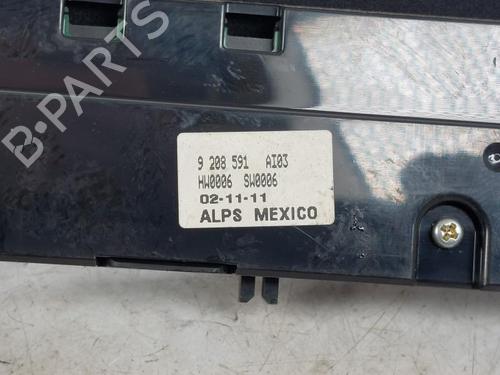 B-PARTS
9 208 591 AI03
HW0006 SW0006
02-11-11
ALPS MEXICO